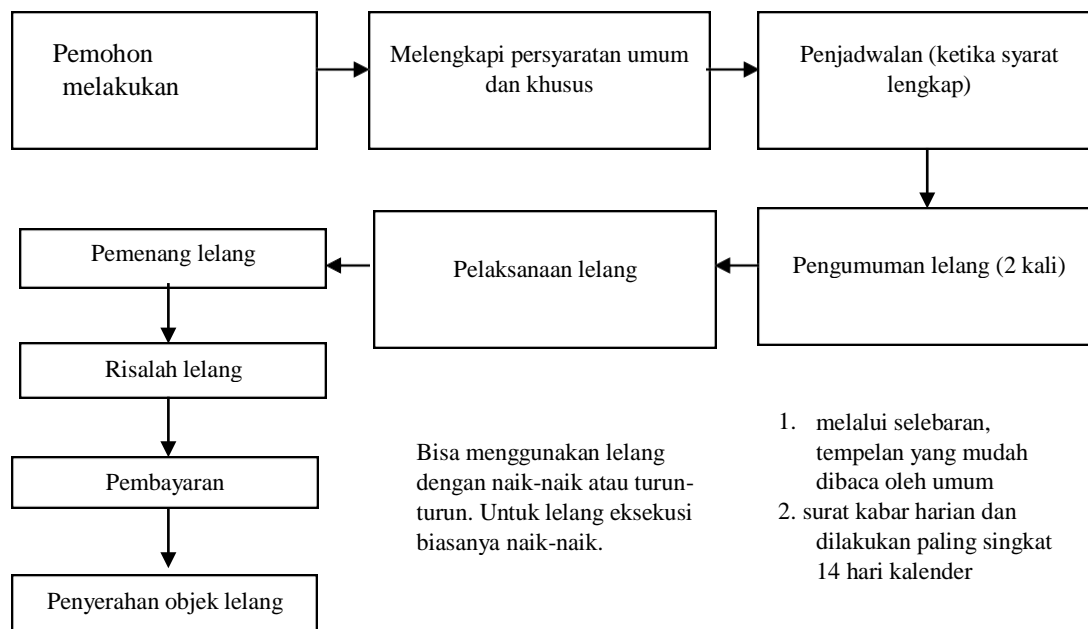 Pemohon
melakukan
Melengkapi persyaratan umum
dan khusus
Penjadwalan (ketika syarat
lengkap)
Pengumuman lelang (2 kali)
Pelaksanaan lelang
Pemenang lelang
Risalah lelang
Pembayaran
Penyerahan objek lelang
Bisa menggunakan lelang
dengan naik-naik atau turun-
turun. Untuk lelang eksekusi
biasanya naik-naik.
1. melalui selebaran,
tempelan yang mudah
dibaca oleh umum
2. surat kabar harian dan
dilakukan paling singkat
14 hari kalender